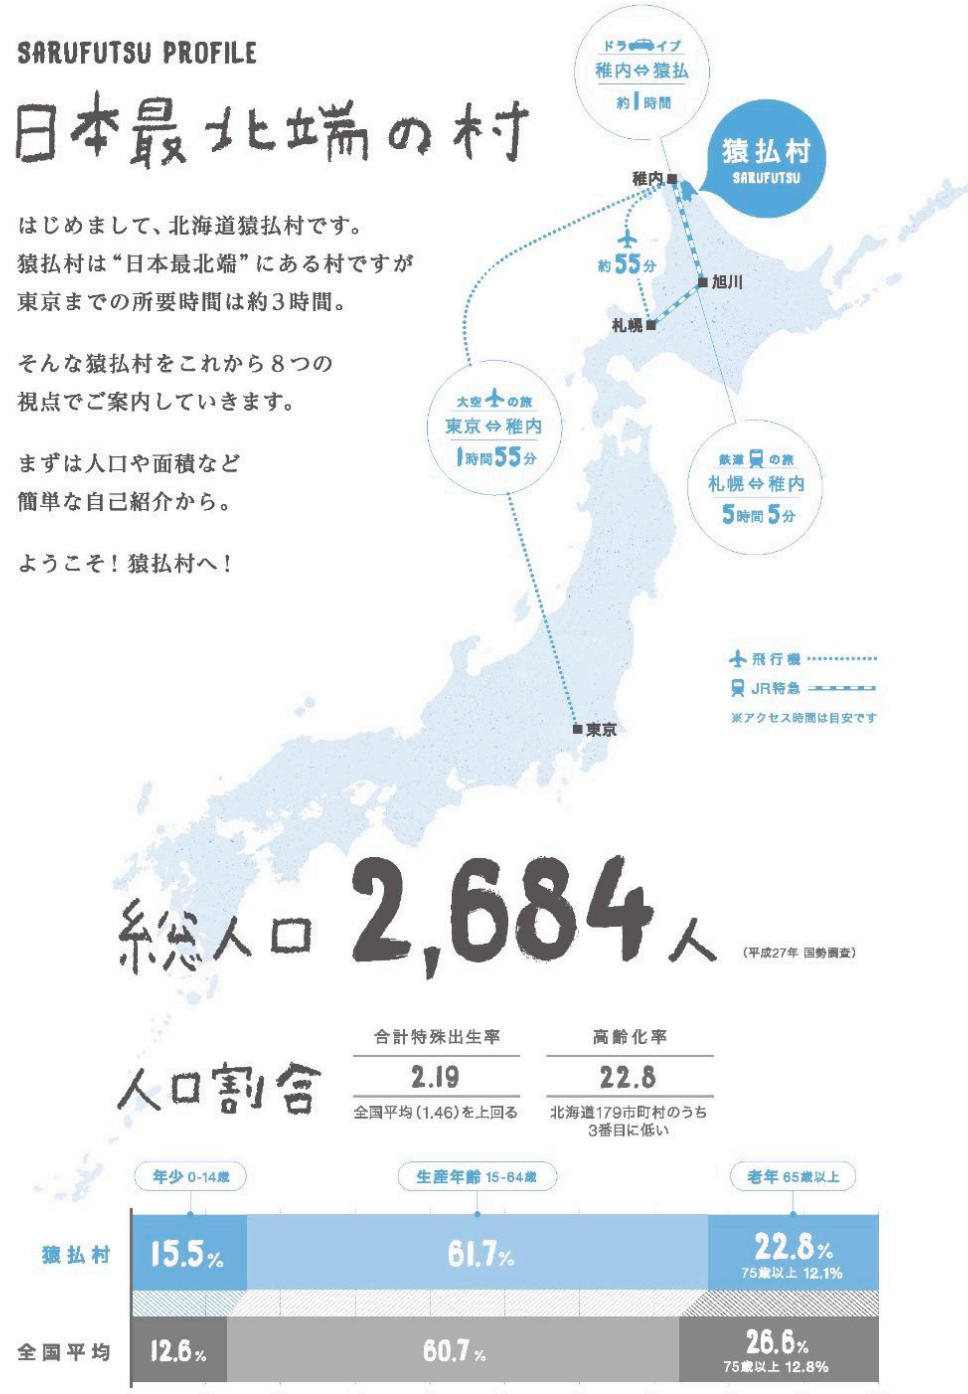 SARUFUTSU PROFILE
日本最北端の村
はじめまして、北海道猿払村です。
猿払村は“日本最北端”にある村ですが
東京までの所要時間は約3時間。
そんな猿払村をこれから8つの
視点でご案内していきます。
まずは人口や面積など
簡単な自己紹介から。
ようこそ！猿払村へ！
ドライブ
稚内⇔猿払
約1時間
猿払村
SARUFUTSU
稚内
約55分
旭川
札幌
大空の旅
東京⇔稚内
1時間55分
鉄道の旅
札幌⇔稚内
5時間5分
飛行機
JR特急
※アクセス時間は目安です
東京
総人口 2,684人 （平成27年 国勢調査）
人口割合
合計特殊出生率
2.19
全国平均（1.46）を上回る
高齢化率
22.8
北海道179市町村のうち
3番目に低い
年少 0-14歳
生産年齢 15-64歳
老年 65歳以上
猿払村 15.5% 61.7% 22.8%
75歳以上 12.1%
全国平均 12.6% 60.7% 26.6%
75歳以上 12.8%